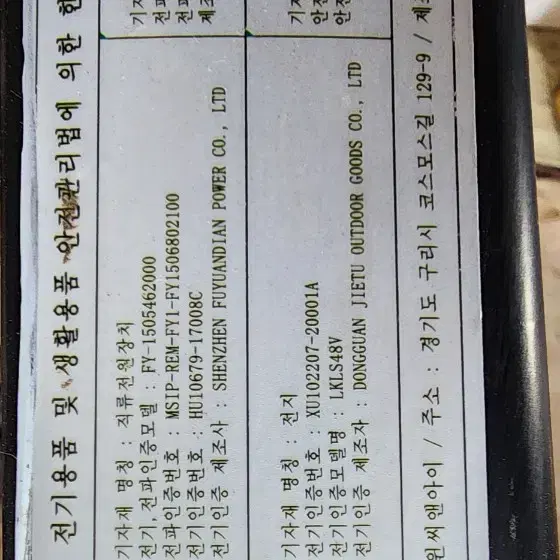 전기용품 및 생활용품 안전관리법에 의한
기자재 명칭 : 직류전원장치
전기, 전파인증모델 : FY-1505462000
전파인증번호 : MSIP-REM-FY1-FY1506802100
전기인증번호 : HU10679-17008C
전기인증 제조사 : SHENZHEN FUYUANDIAN POWER CO., LTD
기자재 명칭 : 전지
전기인증번호 : XU102207-20001A
전기인증모델명 : LKLS48V
전기인증 제조자 : DONGGUAN JIETU OUTDOOR GOODS CO., LTD
씨앤아이 / 주소 : 경기도 구리시 코스모스길 129-9 /